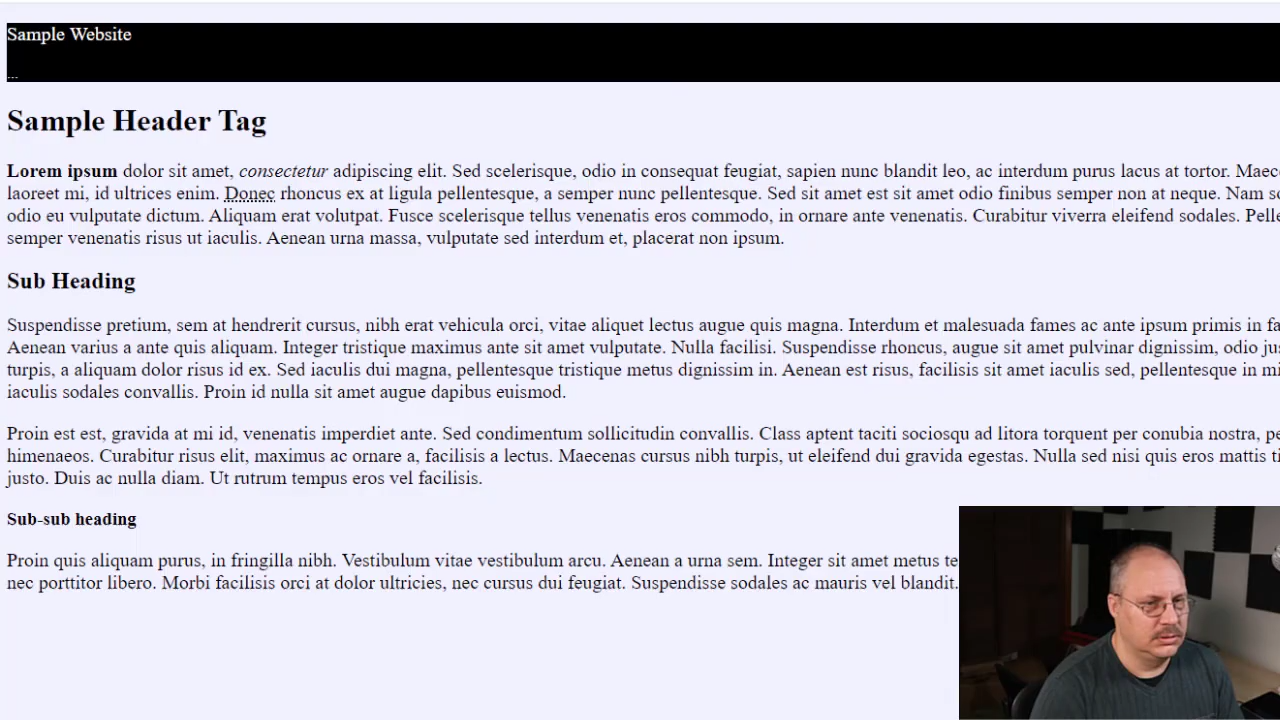 Sample Website
...
Sample Header Tag
Lorem ipsum dolor sit amet, consectetur adipiscing elit. Sed scelerisque, odio in consequat feugiat, sapien nunc blandit leo, ac interdum purus lacus at tortor. Maec
laoreet mi, id ultrices enim. Donec rhoncus ex at ligula pellentesque, a semper nunc pellentesque. Sed sit amet est sit amet odio finibus semper non at neque. Nam
odio eu vulputate dictum. Aliquam erat volutpat. Fusce scelerisque tellus venenatis eros commodo, in ornare ante venenatis. Curabitur viverra eleifend sodales. Pelle
semper venenatis risus ut iaculis. Aenean urna massa, vulputate sed interdum et, placerat non ipsum.
Sub Heading
Suspendisse pretium, sem at hendrerit cursus, nibh erat vehicula orci, vitae aliquet lectus augue quis magna. Interdum et malesuada fames ac ante ipsum primis in fa
Aenean varius a ante quis aliquam. Integer tristique maximus ante sit amet vulputate. Nulla facilisi. Suspendisse rhoncus, augue sit amet pulvinar dignissim, odio jus
turpis, a aliquam dolor risus id ex. Sed iaculis dui magna, pellentesque tristique metus dignissim in. Aenean est risus, facilisis sit amet iaculis sed, pellentesque in mi
iaculis sodales convallis. Proin id nulla sit amet augue dapibus euismod.
Proin est est, gravida at mi id, venenatis imperdiet ante. Sed condimentum sollicitudin convallis. Class aptent taciti sociosqu ad litora torquent per conubia nostra, pe
himenaeos. Curabitur risus elit, maximus ac ornare a, facilisis a lectus. Maecenas cursus nibh turpis, ut eleifend dui gravida egestas. Nulla sed nisi quis eros mattis ti
justo. Duis ac nulla diam. Ut rutrum tempus eros vel facilisis.
Sub-sub heading
Proin quis aliquam purus, in fringilla nibh. Vestibulum vitae vestibulum arcu. Aenean a urna sem. Integer sit amet metus te
nec porttitor libero. Morbi facilisis orci at dolor ultricies, nec cursus dui feugiat. Suspendisse sodales ac mauris vel blandit.